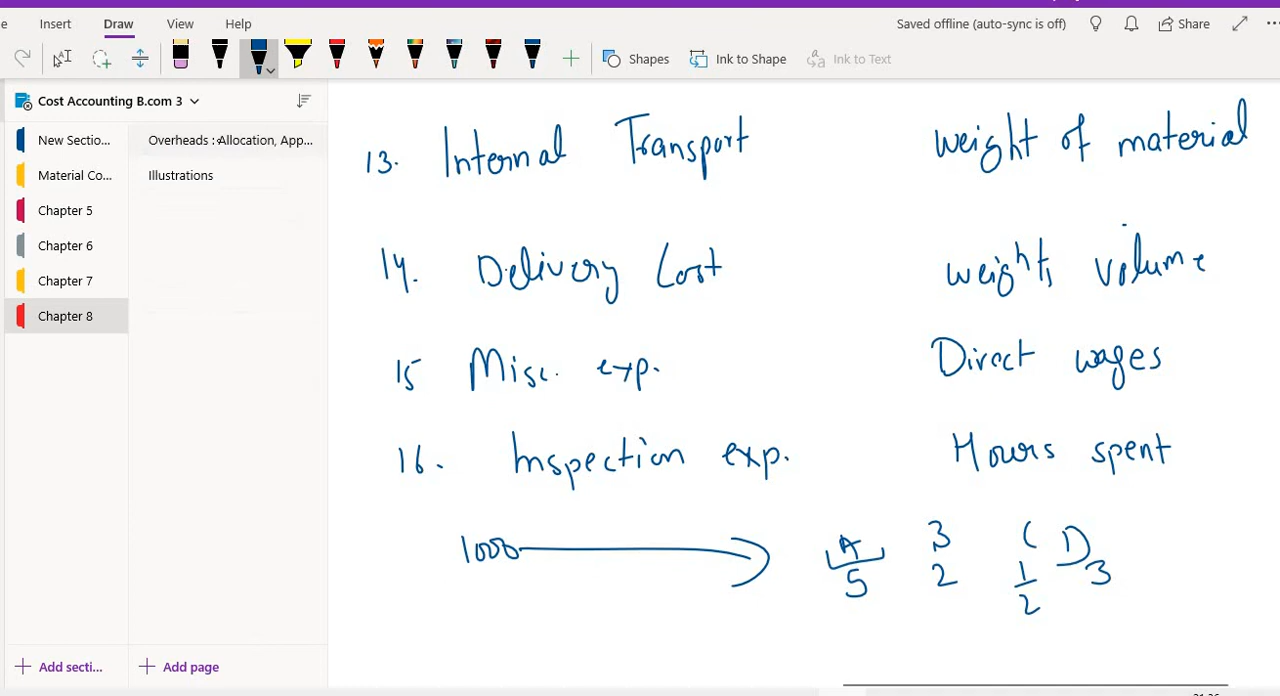 Insert Draw View Help Saved offline (auto-sync is off) Share
Shapes Ink to Shape Ink to Text
Cost Accounting B.com 3
New Sectio... Overheads : Allocation, App...
Material Co... Illustrations
Chapter 5
Chapter 6
Chapter 7
Chapter 8
Add secti... Add page
13. Internal Transport weight of material
14. Delivery Cost weight, volume
15 Misc. exp. Direct wages
16. Inspection exp. Hours spent
1000 A 3 C D
5 2 1 3
2